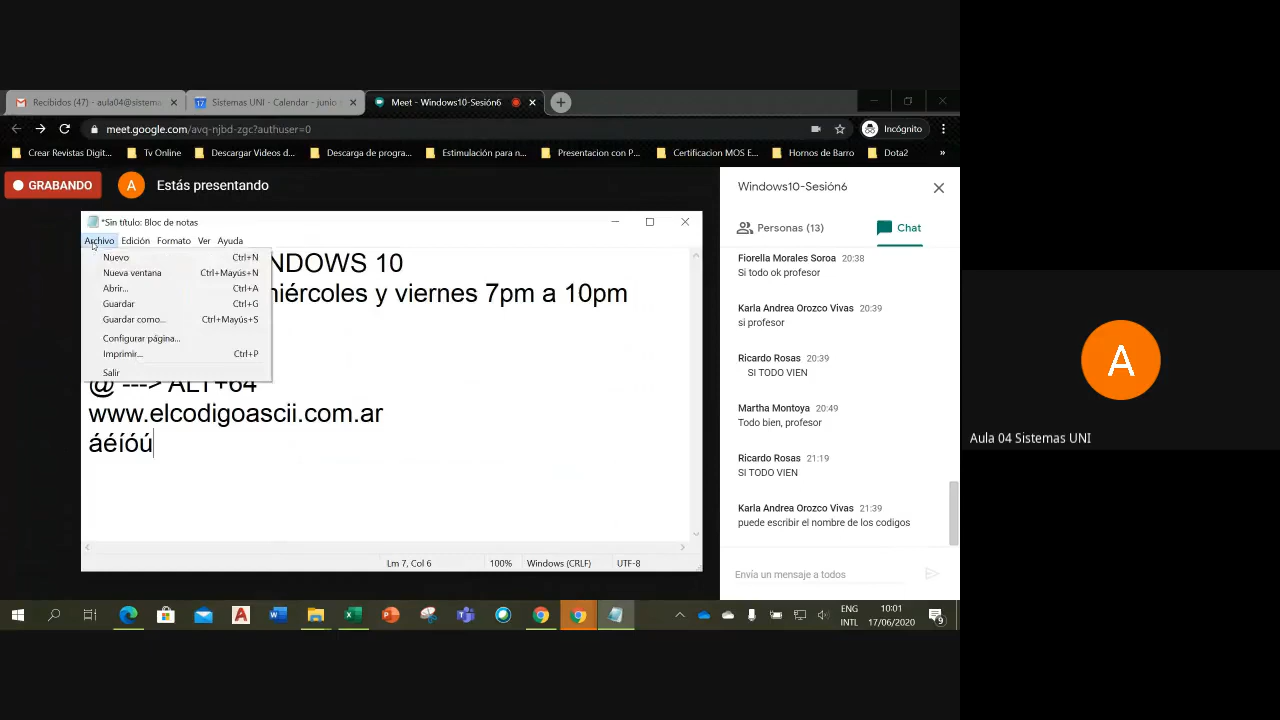 Recibidos (47) - aula04@sistema
Sistemas UNI - Calendar - junio
Meet - Windows10-Sesión6
meet.google.com/avq-njbd-zgc?authuser=0
Incógnito
Crear Revistas Digit...
Tv Online
Descargar Videos d...
Descarga de progra...
Estimulación para n...
Presentacion con P...
Certificacion MOS E...
Hornos de Barro
Dota2
»
GRABANDO
A
Estás presentando
*Sin título: Bloc de notas
Archivo Edición Formato Ver Ayuda
Nuevo Ctrl+N
Nueva ventana Ctrl+Mayús+N
Abrir... Ctrl+A
Guardar Ctrl+G
Guardar como... Ctrl+Mayús+S
Configurar página...
Imprimir... Ctrl+P
Salir
NDOWS 10
miércoles y viernes 7pm a 10pm
@ ---> ALT+64
www.elcodigoascii.com.ar
áéíóú
Lm 7, Col 6
100%
Windows (CRLF)
UTF-8
Windows10-Sesión6
Personas (13)
Chat
Fiorella Morales Soroa 20:38
Si todo ok profesor
Karla Andrea Orozco Vivas 20:39
si profesor
Ricardo Rosas 20:39
SI TODO VIEN
Martha Montoya 20:49
Todo bien, profesor
Ricardo Rosas 21:19
SI TODO VIEN
Karla Andrea Orozco Vivas 21:39
puede escribir el nombre de los codigos
Envía un mensaje a todos
ENG
INTL
10:01
17/06/2020
9
A
Aula 04 Sistemas UNI